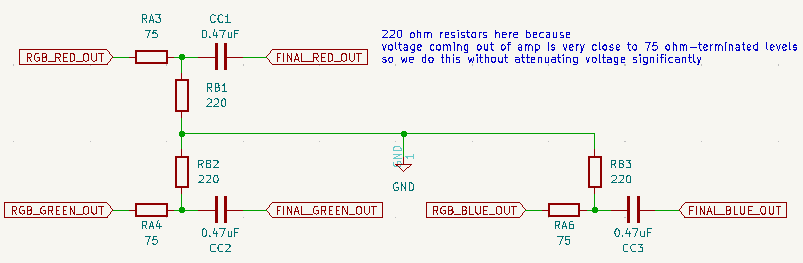 RA3
75
CC1
0.47uF
RGB_RED_OUT
FINAL_RED_OUT
220 ohm resistors here because
voltage coming out of amp is very close to 75 ohm-terminated levels
so we do this without attenuating voltage significantly
RB1
220
GND
1
GND
RB2
220
RB3
220
RGB_GREEN_OUT
FINAL_GREEN_OUT
RA4
75
0.47uF
CC2
RGB_BLUE_OUT
FINAL_BLUE_OUT
RA6
75
0.47uF
CC3